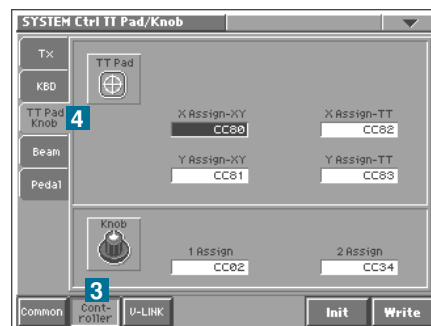 SYSTEM Ctrl TT Pad/Knob
Tx
KBD
TT Pad
Knob
4
Beam
Pedal
TT Pad
X Assign-XY
CC80
X Assign-TT
CC82
Y Assign-XY
CC81
Y Assign-TT
CC83
Knob
1 Assign
CC02
2 Assign
CC34
3
Common
Cont-
roller
V-LINK
Init
Write